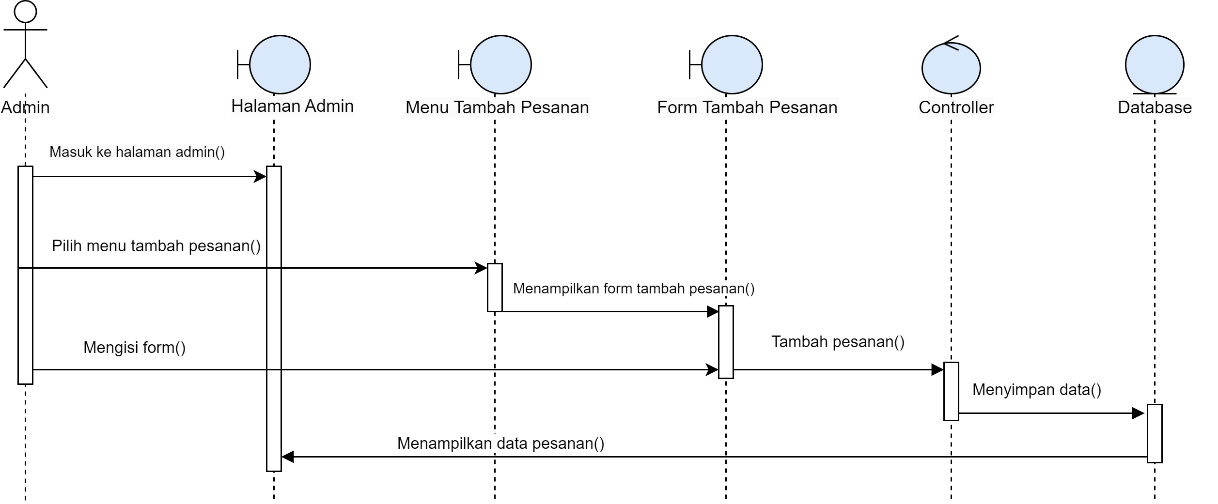 Admin
Halaman Admin
Menu Tambah Pesanan
Form Tambah Pesanan
Controller
Database
Masuk ke halaman admin()
Pilih menu tambah pesanan()
Menampilkan form tambah pesanan()
Tambah pesanan()
Mengisi form()
Menyimpan data()
Menampilkan data pesanan()